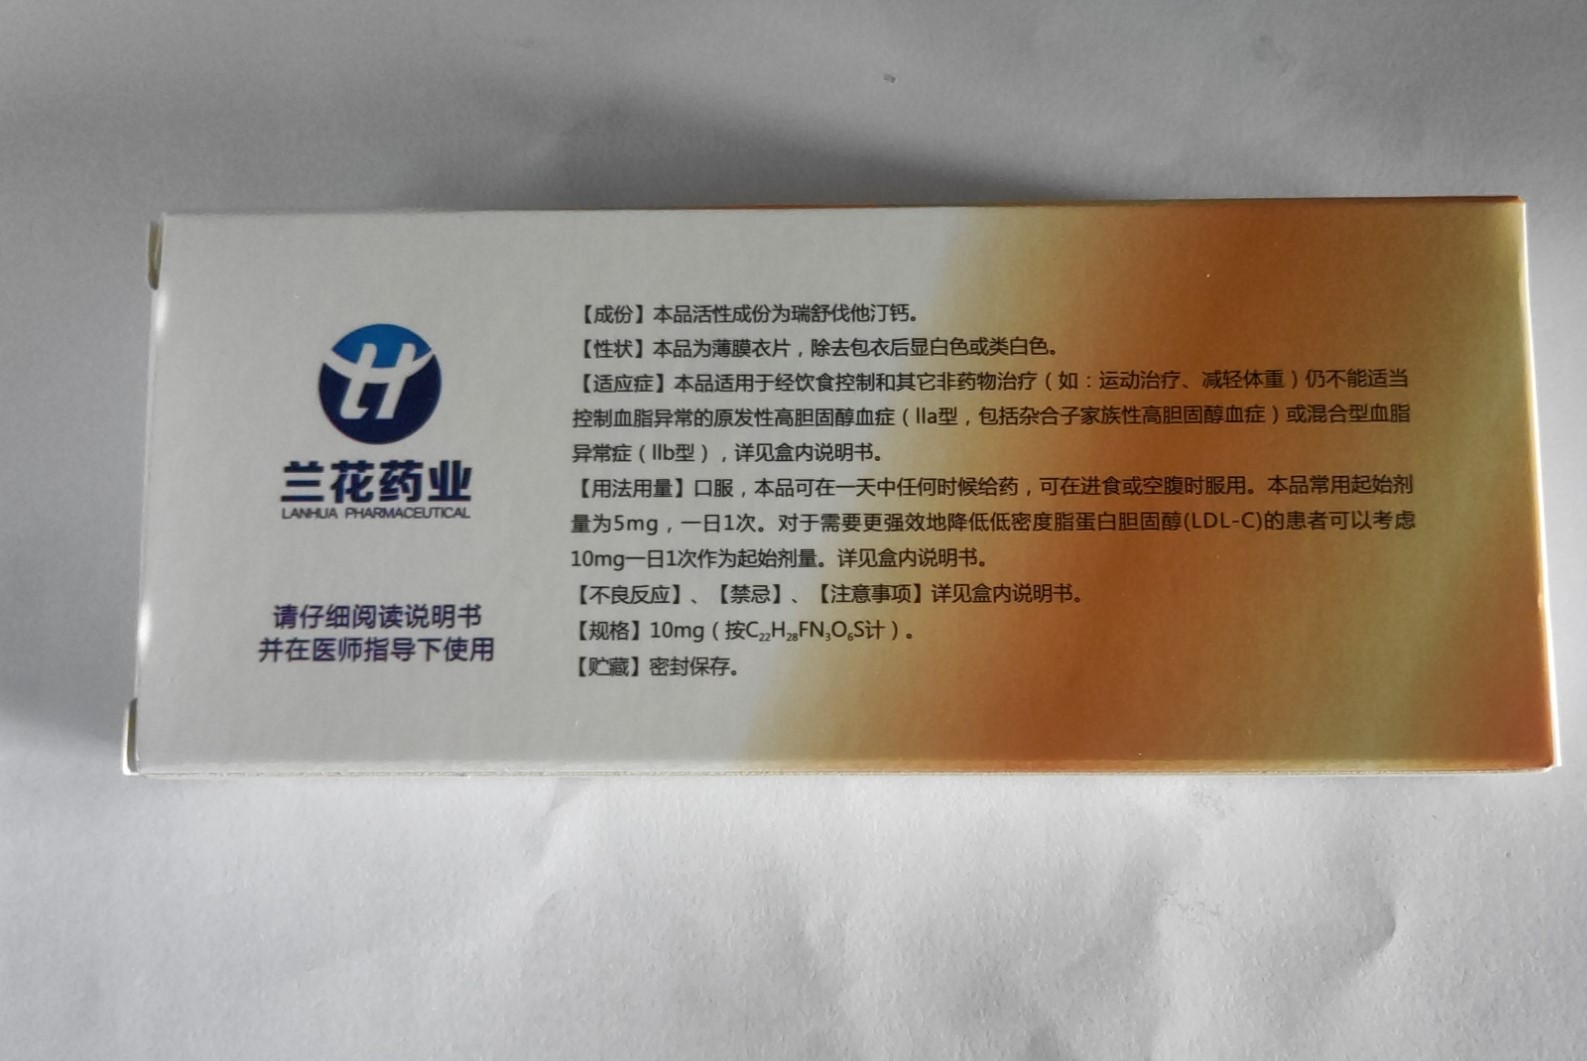 兰花药业
LANHUA PHARMACEUTICAL
请仔细阅读说明书
并在医师指导下使用
【成份】本品活性成份为瑞舒伐他汀钙。
【性状】本品为薄膜衣片，除去包衣后显白色或类白色。
【适应症】本品适用于经饮食控制和其它非药物治疗（如：运动治疗、减轻体重）仍不能适当
控制血脂异常的原发性高胆固醇血症（IIa型，包括杂合子家族性高胆固醇血症）或混合型血脂
异常症（IIb型），详见盒内说明书。
【用法用量】口服，本品可在一天中任何时候给药，可在进食或空腹时服用。本品常用起始剂
量为5mg，一日1次。对于需要更强效地降低低密度脂蛋白胆固醇(LDL-C)的患者可以考虑
10mg一日1次作为起始剂量。详见盒内说明书。
【不良反应】、【禁忌】、【注意事项】详见盒内说明书。
【规格】10mg（按C₂₂H₂₈FN₃O₆S计）。
【贮藏】密封保存。